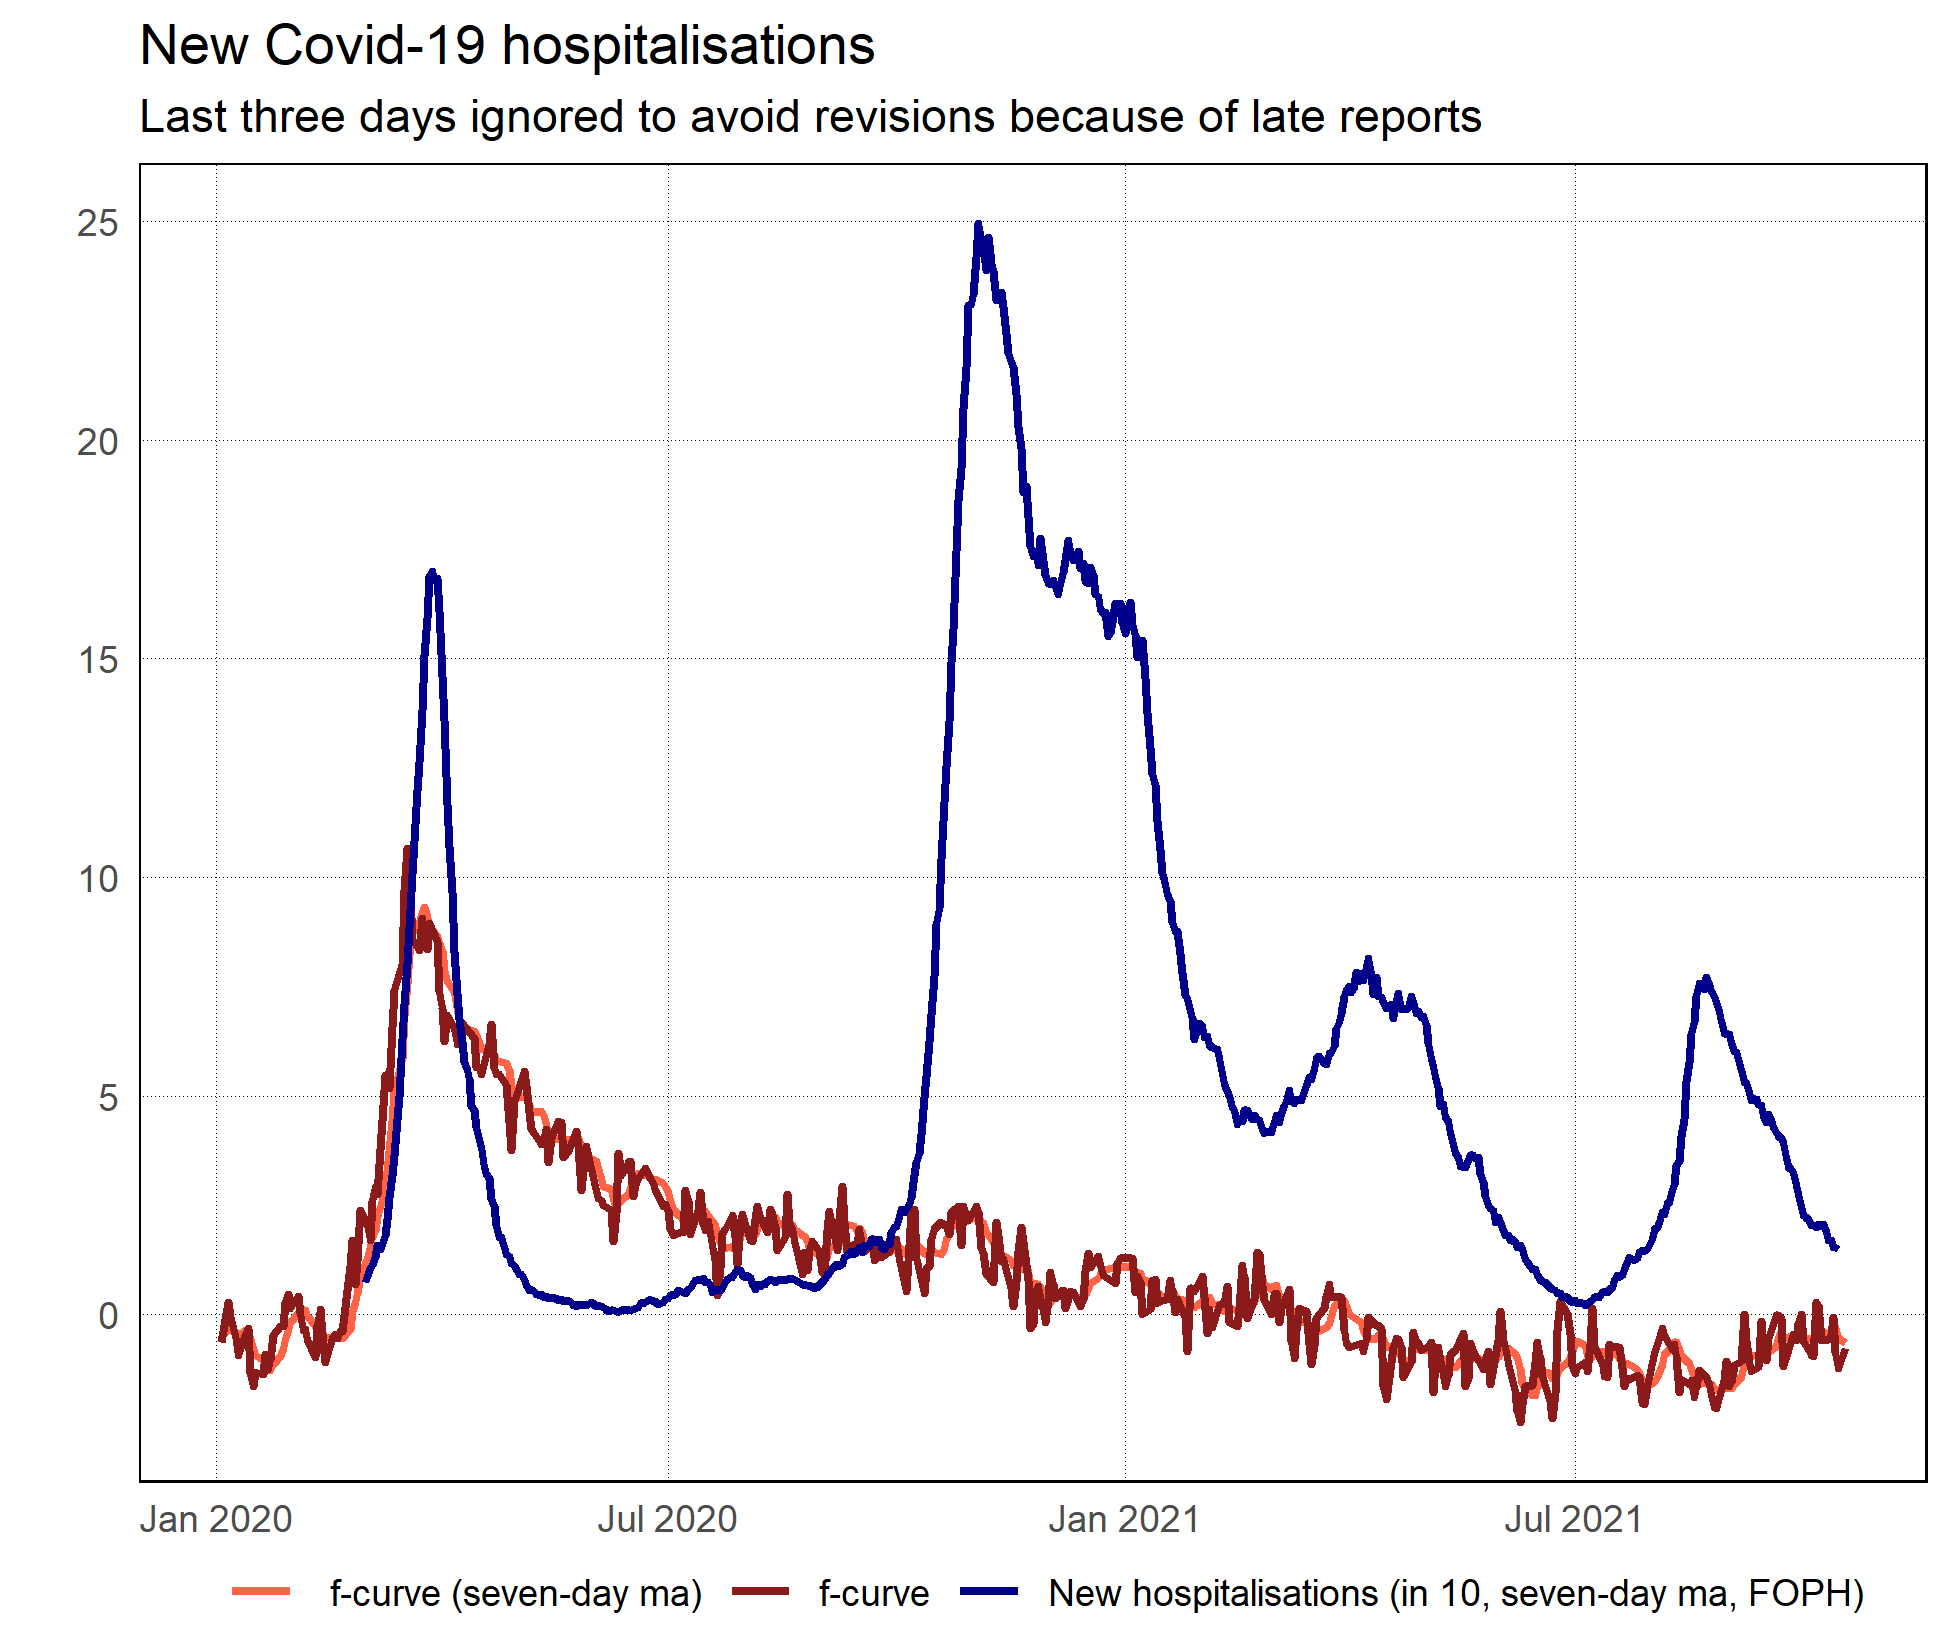 New Covid-19 hospitalisations
Last three days ignored to avoid revisions because of late reports
25
20
15
10
5
0
Jan 2020 Jul 2020 Jan 2021 Jul 2021
f-curve (seven-day ma) f-curve New hospitalisations (in 10, seven-day ma, FOPH)